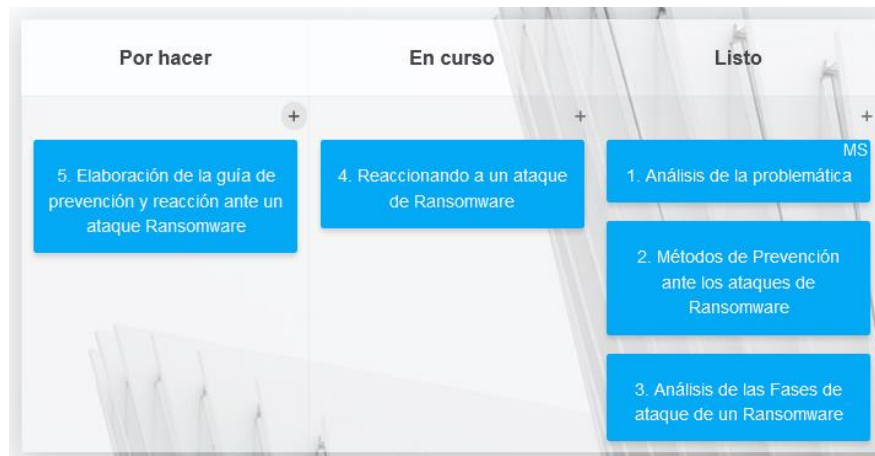 Por hacer
En curso
Listo
+
+
+
5. Elaboración de la guía de
prevención y reacción ante un
ataque Ransomware
4. Reaccionando a un ataque
de Ransomware
MS
1. Análisis de la problemática
2. Métodos de Prevención
ante los ataques de
Ransomware
3. Análisis de las Fases de
ataque de un Ransomware